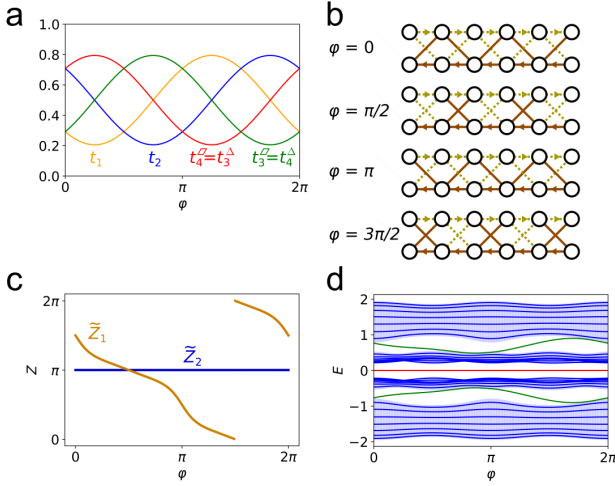 a
1.0
0.8
0.6
0.4
0.2
0.0
t₁ t₂ t₄^▱=t₃^Δ t₃^▱=t₄^Δ
0 π 2π
φ
b
φ = 0
φ = π/2
φ = π
φ = 3π/2
c
2π
Z̃₁
Z̃₂
π
Z
0
0 π 2π
φ
d
2
1
0
E
−1
−2
0 π 2π
φ